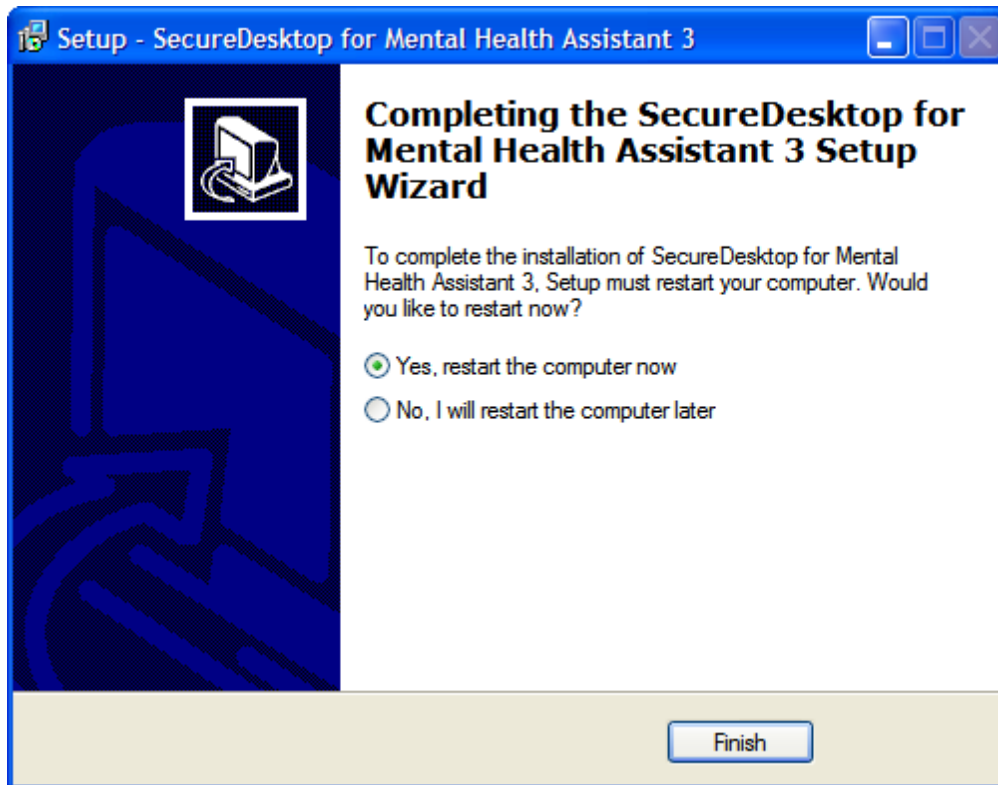 Setup - SecureDesktop for Mental Health Assistant 3
Completing the SecureDesktop for
Mental Health Assistant 3 Setup
Wizard
To complete the installation of SecureDesktop for Mental
Health Assistant 3, Setup must restart your computer. Would
you like to restart now?
Yes, restart the computer now
No, I will restart the computer later
Finish